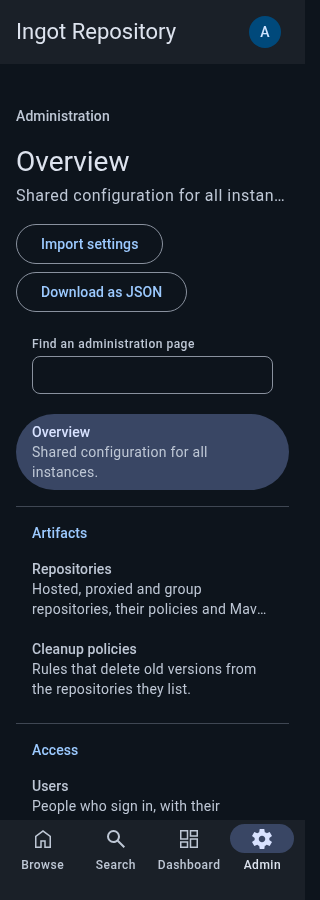 Ingot Repository
A
Administration
Overview
Shared configuration for all instan…
Import settings
Download as JSON
Find an administration page
Overview
Shared configuration for all
instances.
Artifacts
Repositories
Hosted, proxied and group
repositories, their policies and Mav…
Cleanup policies
Rules that delete old versions from
the repositories they list.
Access
Users
People who sign in, with their
Browse
Search
Dashboard
Admin